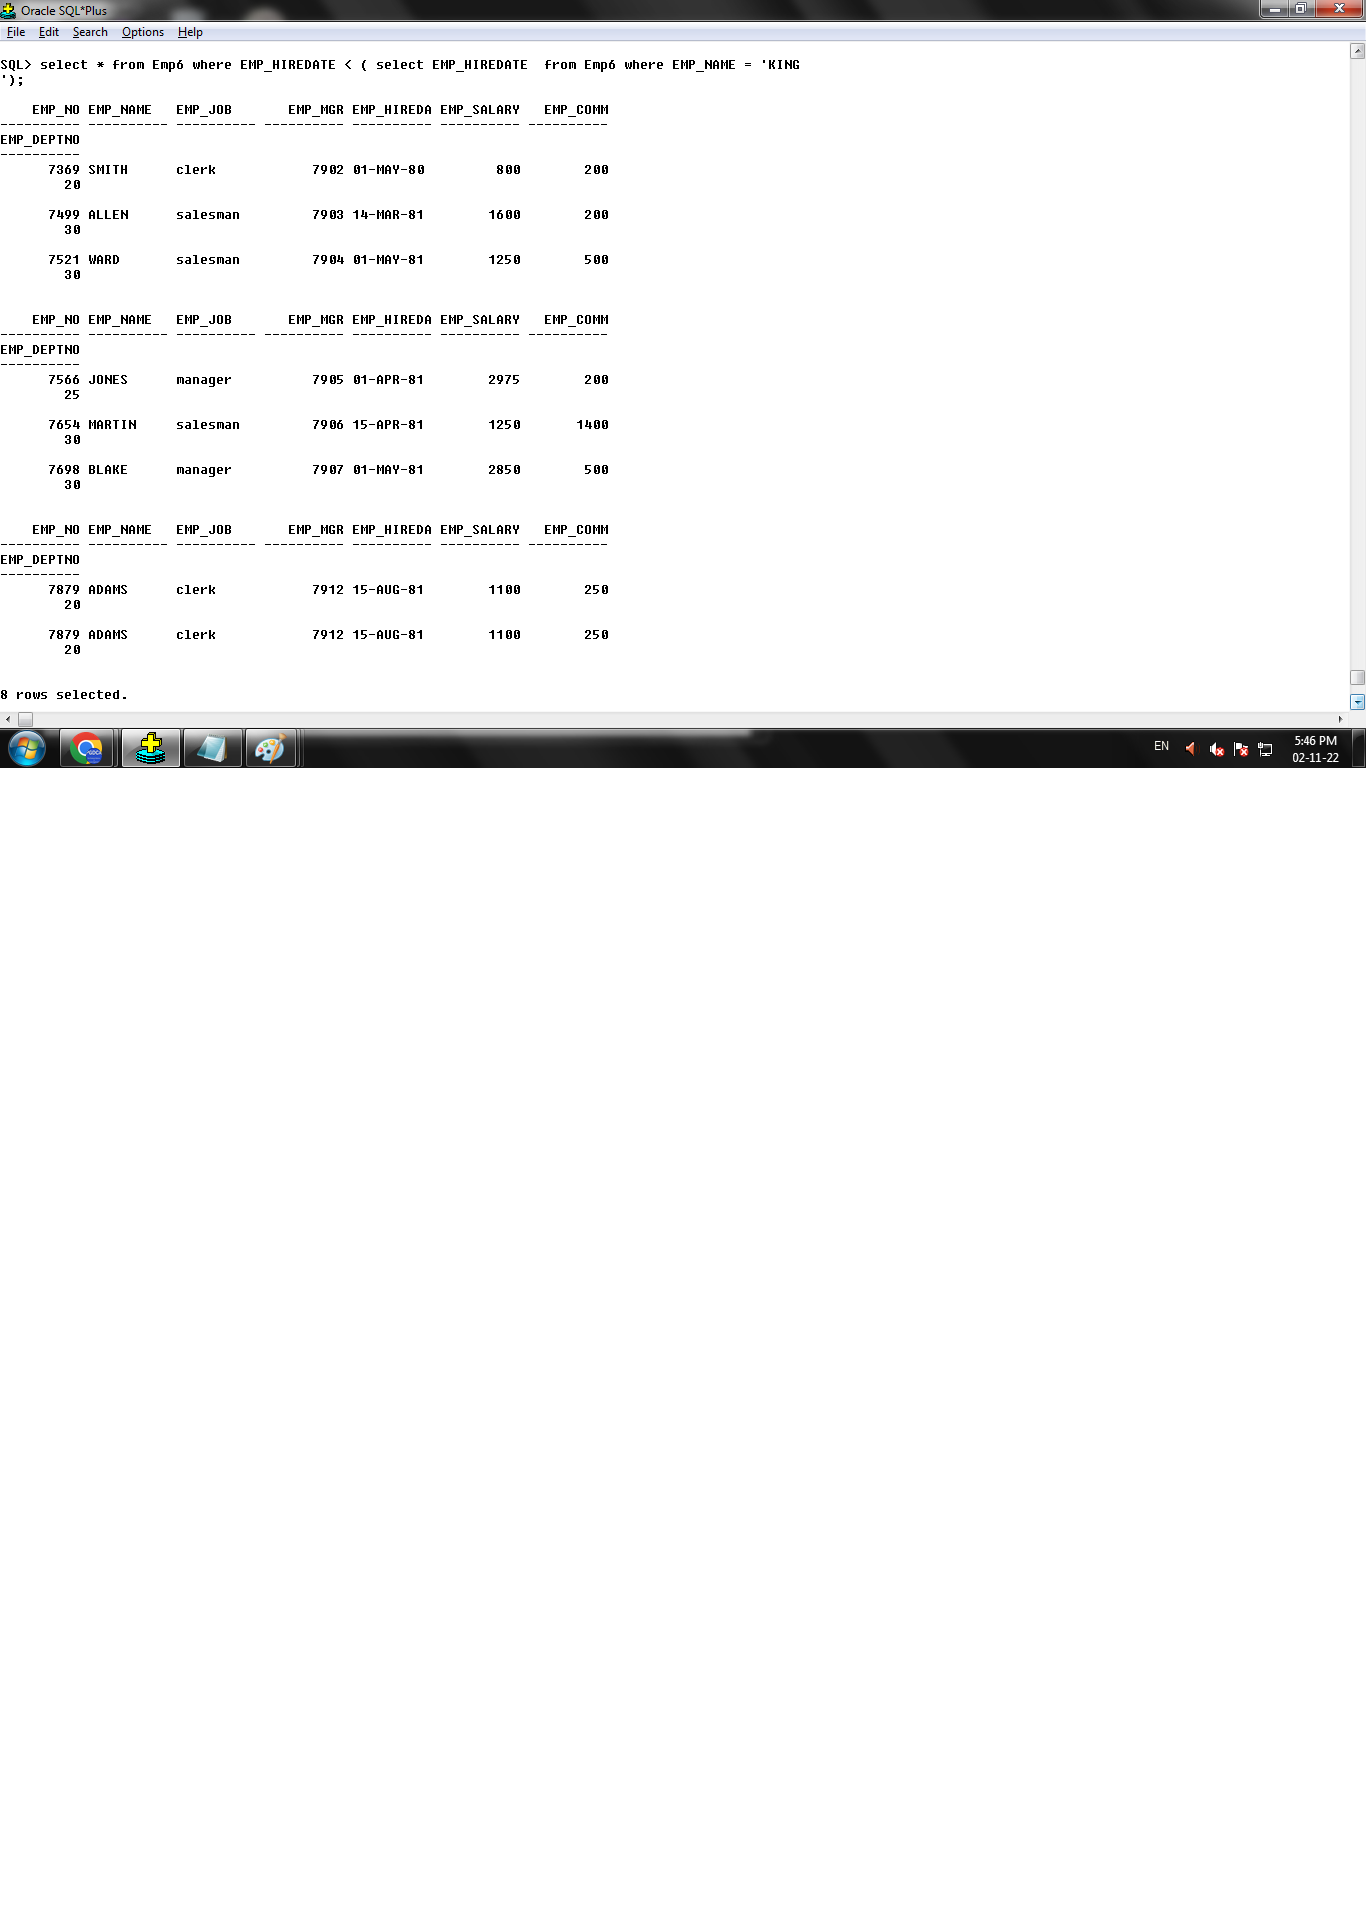 Oracle SQL*Plus
File Edit Search Options Help
SQL> select * from Emp6 where EMP_HIREDATE < ( select EMP_HIREDATE  from Emp6 where EMP_NAME = 'KING
');
    EMP_NO EMP_NAME   EMP_JOB       EMP_MGR EMP_HIREDA EMP_SALARY   EMP_COMM
---------- ---------- ---------- ---------- ---------- ---------- ----------
EMP_DEPTNO
----------
      7369 SMITH      clerk            7902 01-MAY-80         800        200
        20
      7499 ALLEN      salesman         7903 14-MAR-81        1600        200
        30
      7521 WARD       salesman         7904 01-MAY-81        1250        500
        30
    EMP_NO EMP_NAME   EMP_JOB       EMP_MGR EMP_HIREDA EMP_SALARY   EMP_COMM
---------- ---------- ---------- ---------- ---------- ---------- ----------
EMP_DEPTNO
----------
      7566 JONES      manager          7905 01-APR-81        2975        200
        25
      7654 MARTIN     salesman         7906 15-APR-81        1250       1400
        30
      7698 BLAKE      manager          7907 01-MAY-81        2850        500
        30
    EMP_NO EMP_NAME   EMP_JOB       EMP_MGR EMP_HIREDA EMP_SALARY   EMP_COMM
---------- ---------- ---------- ---------- ---------- ---------- ----------
EMP_DEPTNO
----------
      7879 ADAMS      clerk            7912 15-AUG-81        1100        250
        20
      7879 ADAMS      clerk            7912 15-AUG-81        1100        250
        20
8 rows selected.
EN
5:46 PM
02-11-22